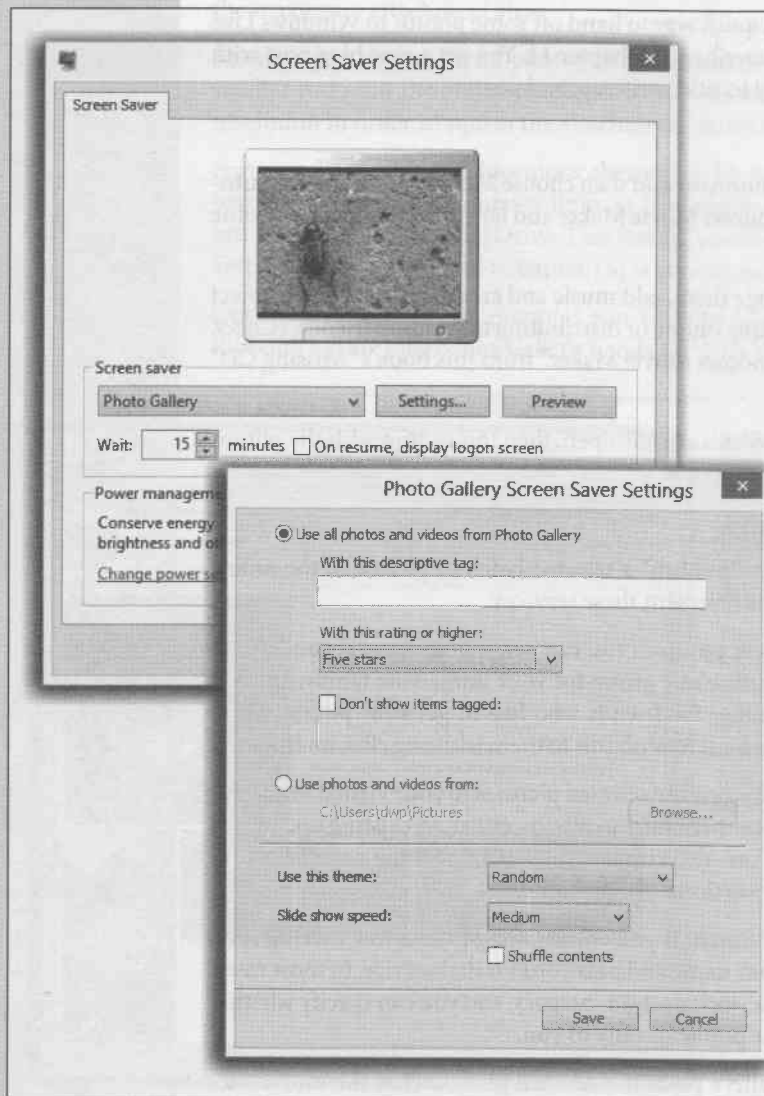 Screen Saver Settings
Screen Saver
Screen saver
Photo Gallery
Settings...
Preview
Wait:
15
minutes
On resume, display logon screen
Power manageme
Conserve energy
brightness and o
Change power se
Photo Gallery Screen Saver Settings
Use all photos and videos from Photo Gallery
With this descriptive tag:
With this rating or higher:
Five stars
Don't show items tagged:
Use photos and videos from:
C:\Users\dwp\Pictures
Browse...
Use this theme:
Random
Slide show speed:
Medium
Shuffle contents
Save
Cancel